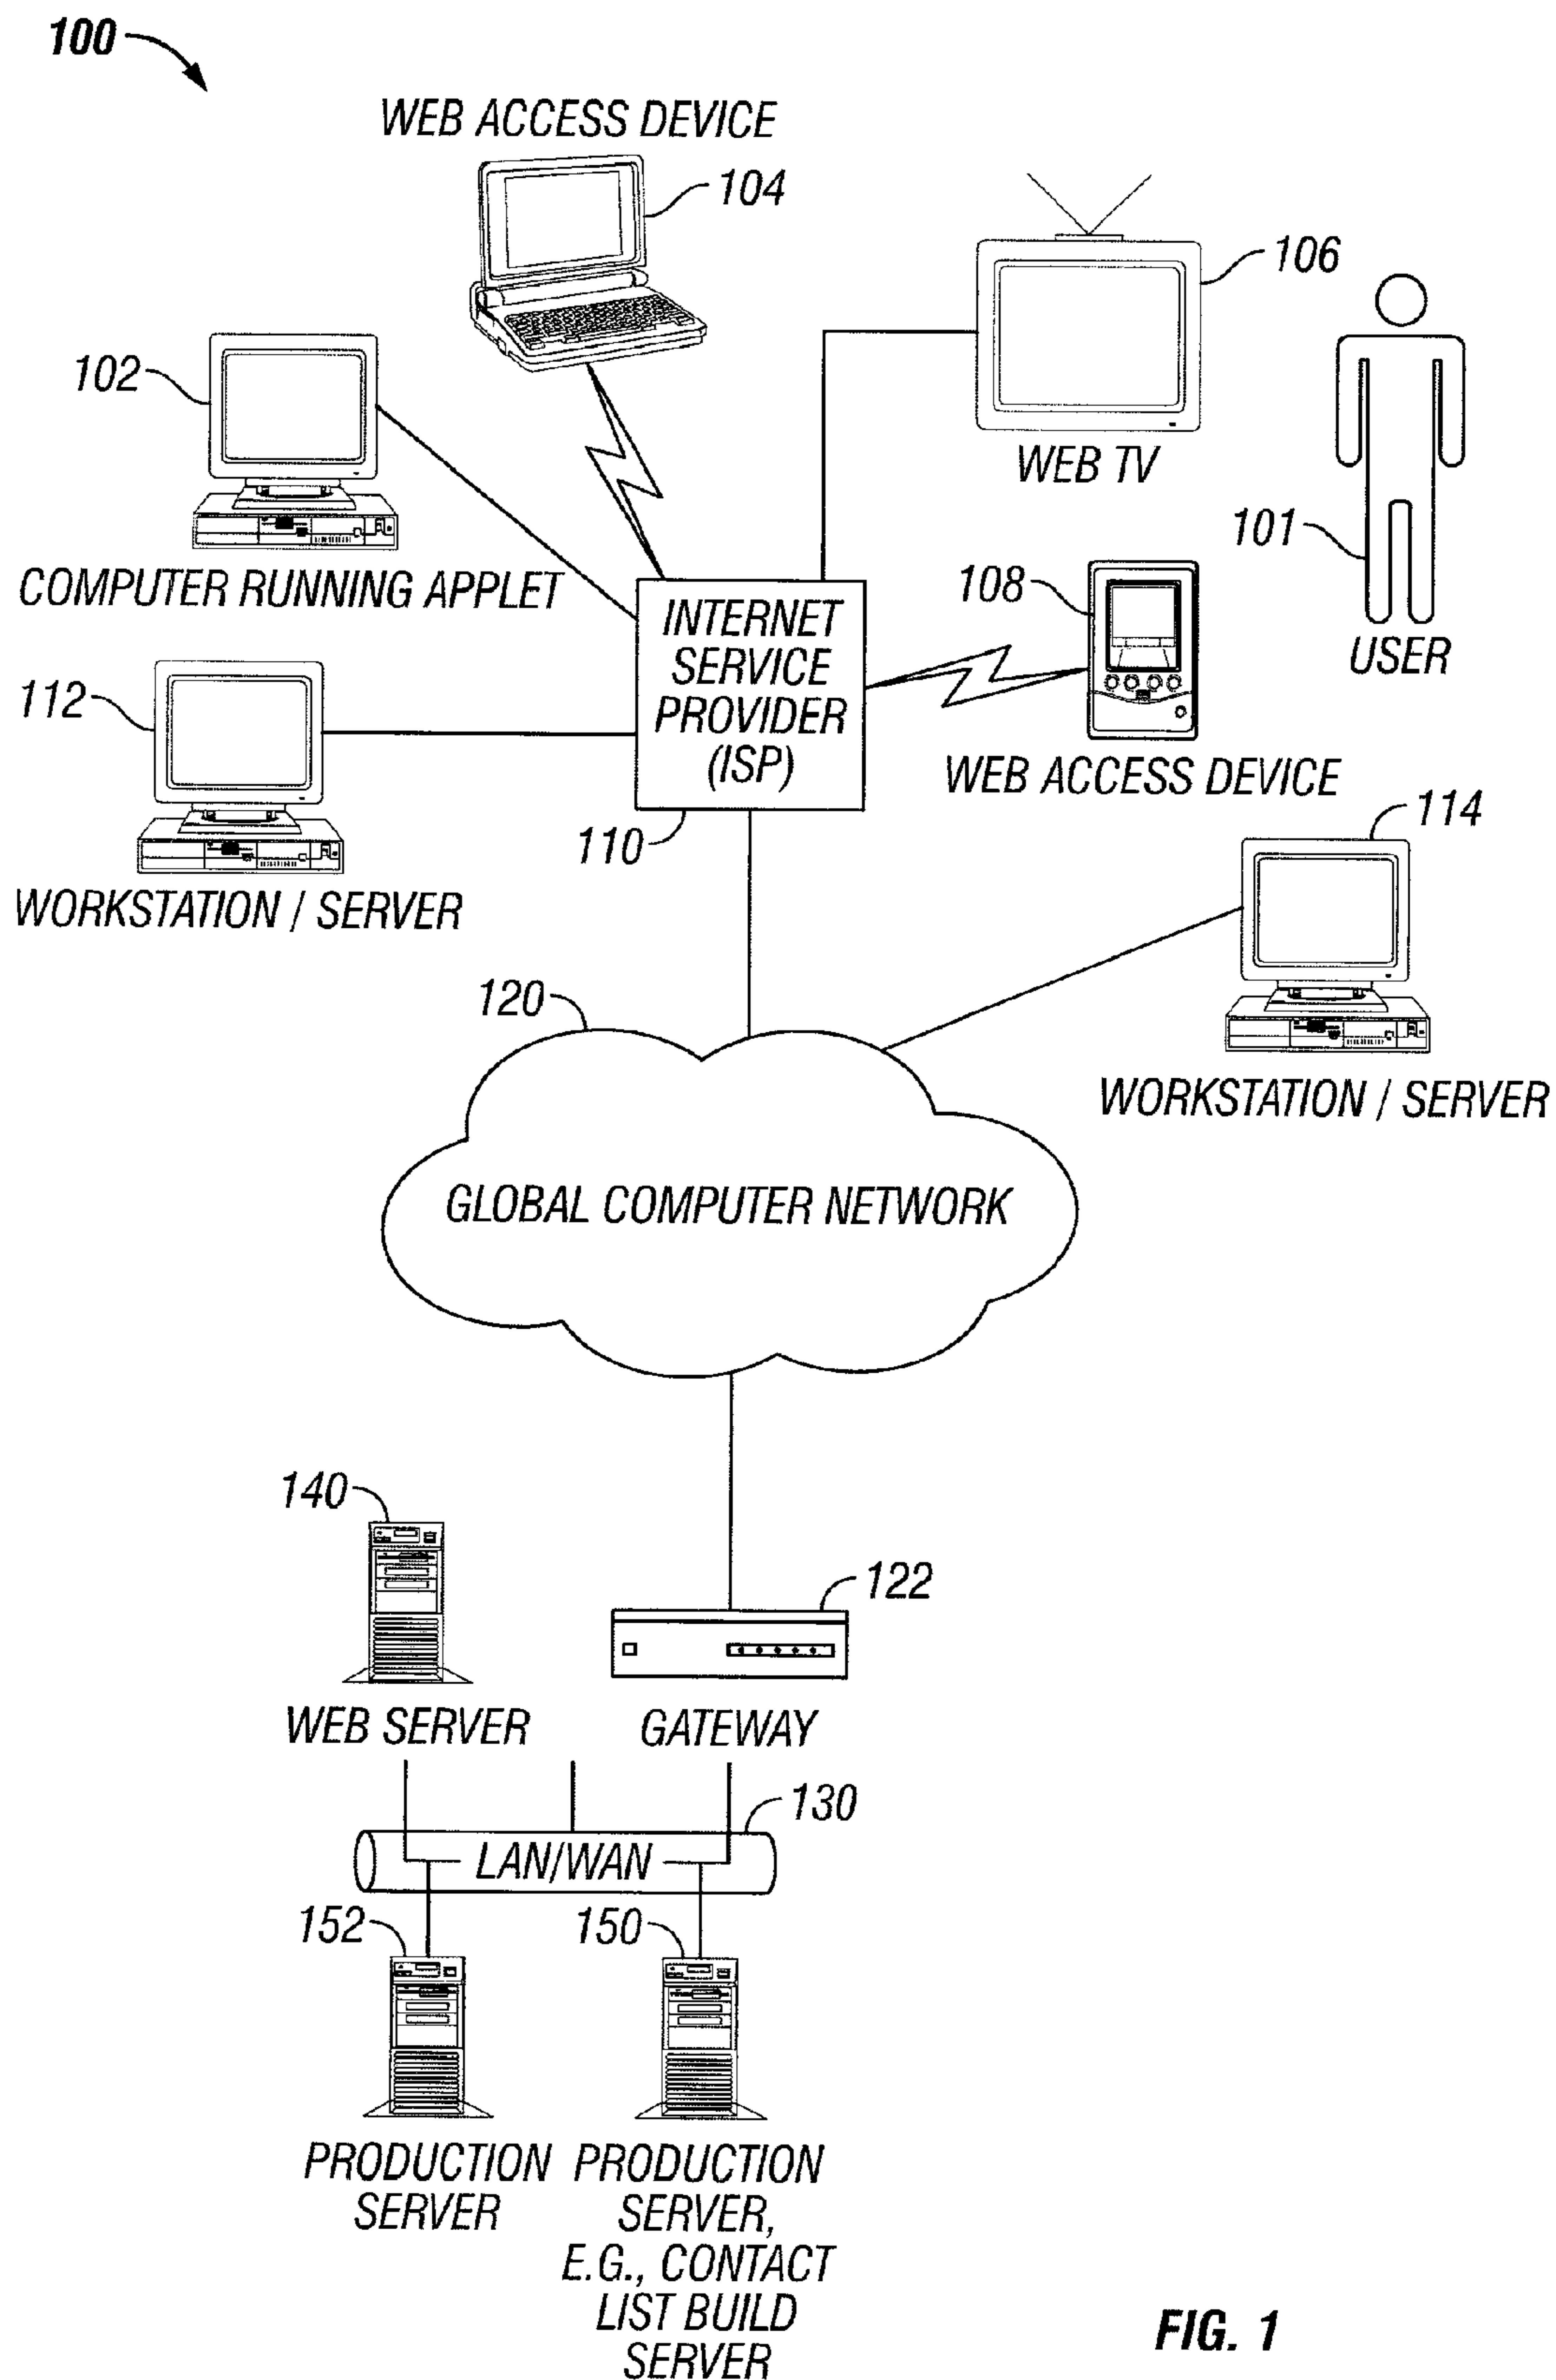 100
WEB ACCESS DEVICE
104
106
102
COMPUTER RUNNING APPLET
WEB TV
101
USER
108
INTERNET
SERVICE
PROVIDER
(ISP)
112
WEB ACCESS DEVICE
110
114
WORKSTATION / SERVER
120
WORKSTATION / SERVER
GLOBAL COMPUTER NETWORK
140
122
WEB SERVER
GATEWAY
130
LAN/WAN
152
150
PRODUCTION
SERVER
PRODUCTION
SERVER,
E.G., CONTACT
LIST BUILD
SERVER
FIG. 1